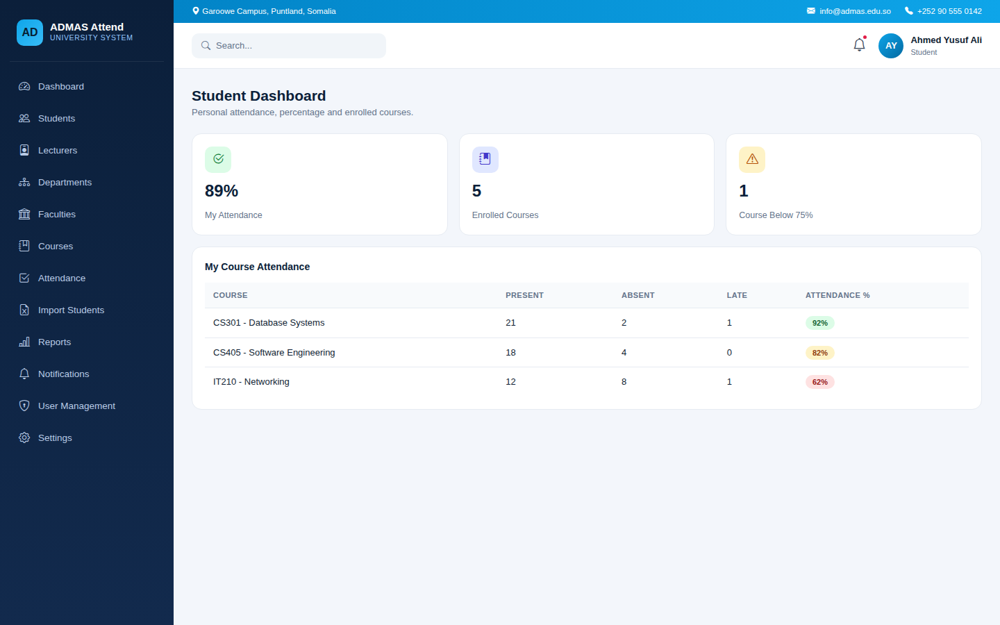 AD
ADMAS Attend
UNIVERSITY SYSTEM
Dashboard
Students
Lecturers
Departments
Faculties
Courses
Attendance
Import Students
Reports
Notifications
User Management
Settings
Garoowe Campus, Puntland, Somalia
info@admas.edu.so
+252 90 555 0142
Search...
AY
Ahmed Yusuf Ali
Student
Student Dashboard
Personal attendance, percentage and enrolled courses.
89%
My Attendance
5
Enrolled Courses
1
Course Below 75%
My Course Attendance
COURSE PRESENT ABSENT LATE ATTENDANCE %
CS301 - Database Systems 21 2 1 92%
CS405 - Software Engineering 18 4 0 82%
IT210 - Networking 12 8 1 62%